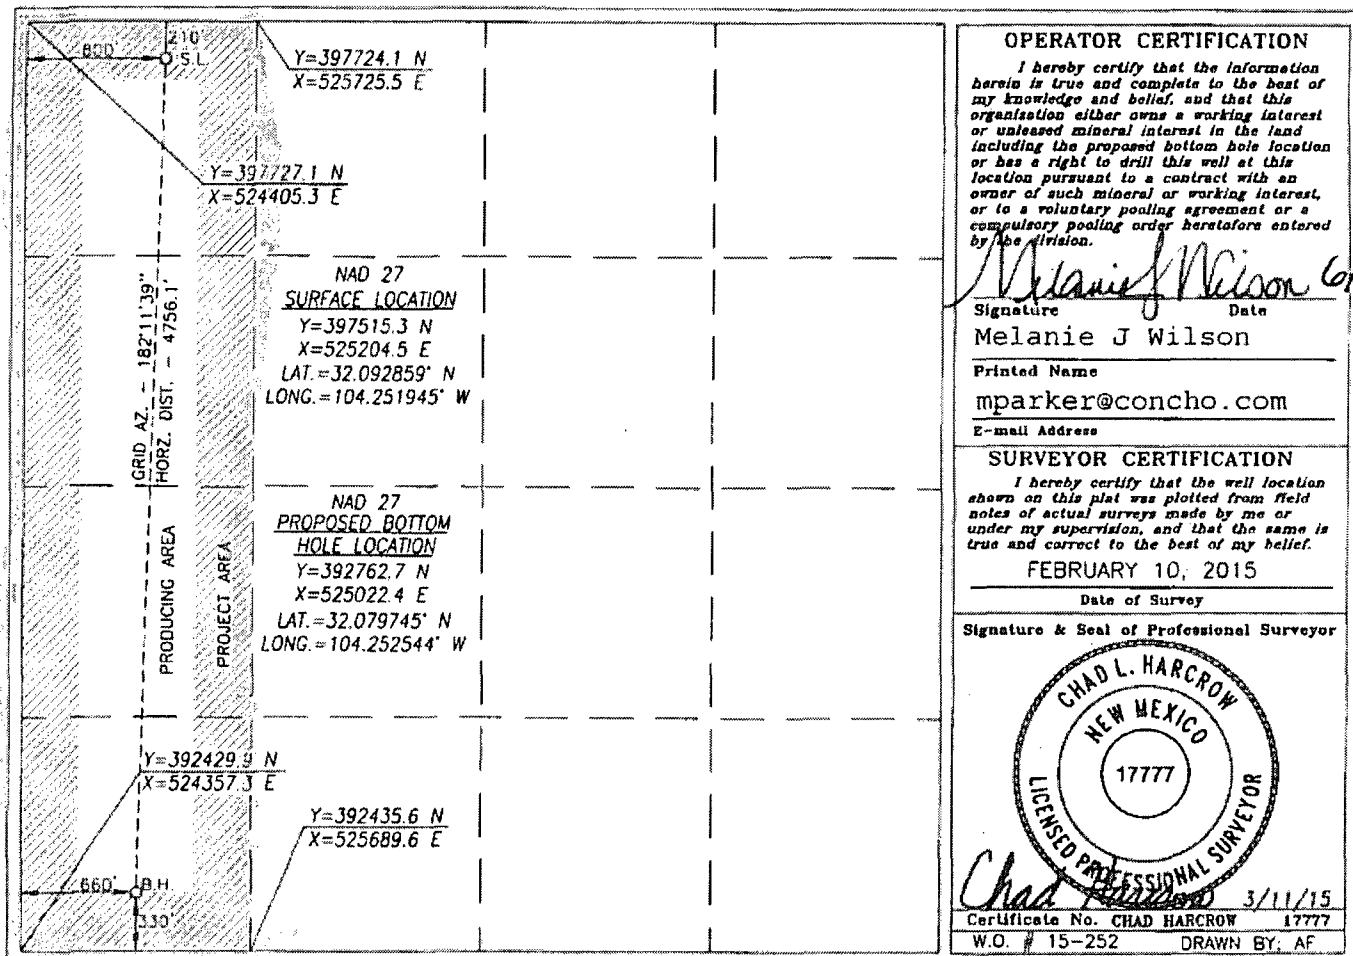 210'
800'
S.L.
Y=397724.1 N
X=525725.5 E
Y=397727.1 N
X=524405.3 E
GRID AZ. - 182°11'39"
HORZ. DIST. - 4756.1'
NAD 27
SURFACE LOCATION
Y=397515.3 N
X=525204.5 E
LAT.=32.092859° N
LONG.=104.251945° W
NAD 27
PROPOSED BOTTOM
HOLE LOCATION
Y=392762.7 N
X=525022.4 E
LAT.=32.079745° N
LONG.=104.252544° W
PRODUCING AREA
PROJECT AREA
Y=392429.9 N
X=524357.3 E
Y=392435.6 N
X=525689.6 E
660'
B.H.
330'
OPERATOR CERTIFICATION
I hereby certify that the information
herein is true and complete to the best of
my knowledge and belief, and that this
organization either owns a working interest
or unleased mineral interest in the land
including the proposed bottom hole location
or has a right to drill this well at this
location pursuant to a contract with an
owner of such mineral or working interest,
or to a voluntary pooling agreement or a
compulsory pooling order heretofore entered
by the division.
Melanie J Wilson
Signature Date
Melanie J Wilson
Printed Name
mparker@concho.com
E-mail Address
SURVEYOR CERTIFICATION
I hereby certify that the well location
shown on this plat was plotted from field
notes of actual surveys made by me or
under my supervision, and that the same is
true and correct to the best of my belief.
FEBRUARY 10, 2015
Date of Survey
Signature & Seal of Professional Surveyor
CHAD L. HARCROW
NEW MEXICO
17777
LICENSED PROFESSIONAL SURVEYOR
Chad Harcrow 3/11/15
Certificate No. CHAD HARCROW 17777
W.O. # 15-252 DRAWN BY: AF